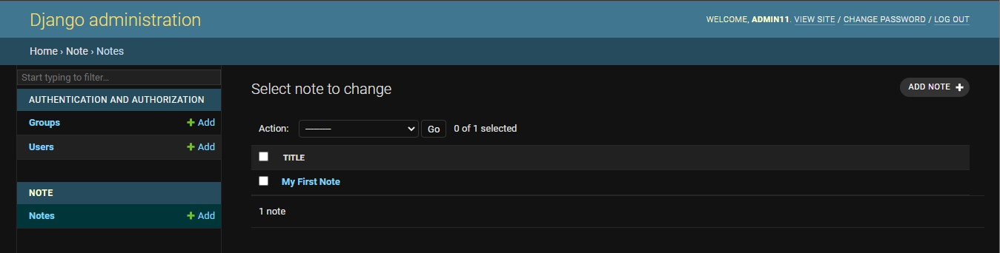 Django administration
WELCOME, ADMIN11. VIEW SITE / CHANGE PASSWORD / LOG OUT
Home › Note › Notes
Start typing to filter...
AUTHENTICATION AND AUTHORIZATION
Groups + Add
Users + Add
NOTE
Notes + Add
Select note to change
ADD NOTE +
Action: --------- Go 0 of 1 selected
TITLE
My First Note
1 note